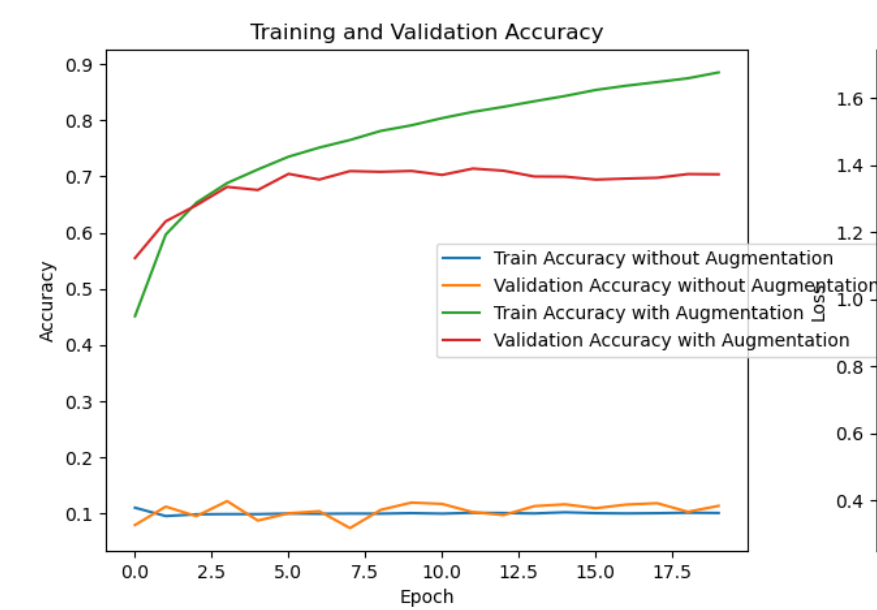 Training and Validation Accuracy
Accuracy
0.9
0.8
0.7
0.6
0.5
0.4
0.3
0.2
0.1
0.0 2.5 5.0 7.5 10.0 12.5 15.0 17.5
Epoch
Train Accuracy without Augmentation
Validation Accuracy without Augmentation
Train Accuracy with Augmentation
Validation Accuracy with Augmentation
Loss
1.6
1.4
1.2
1.0
0.8
0.6
0.4